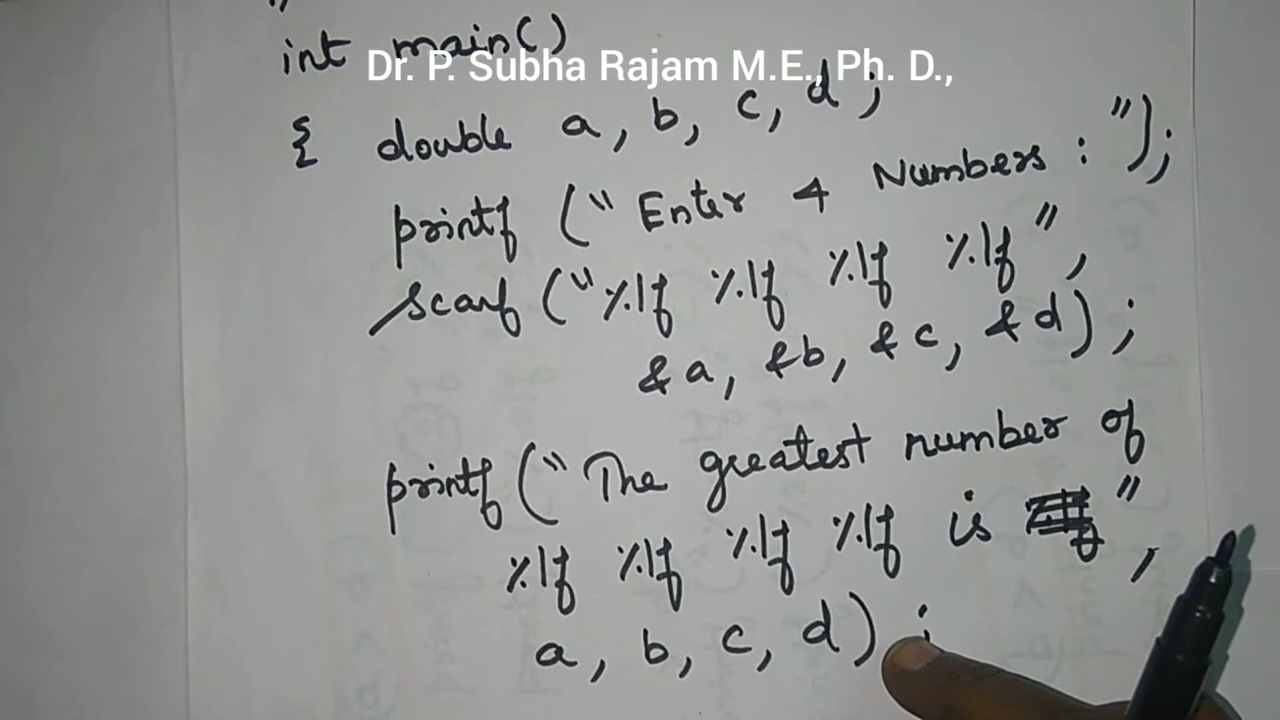 int main()
Dr. P. Subha Rajam M.E., Ph. D.,
{ double a, b, c, d;
printf ("Enter 4 Numbers : ");
scanf ("%lf %lf %lf %lf",
&a, &b, &c, &d);
printf ("The greatest number of
%lf %lf %lf %lf is ",
a, b, c, d);